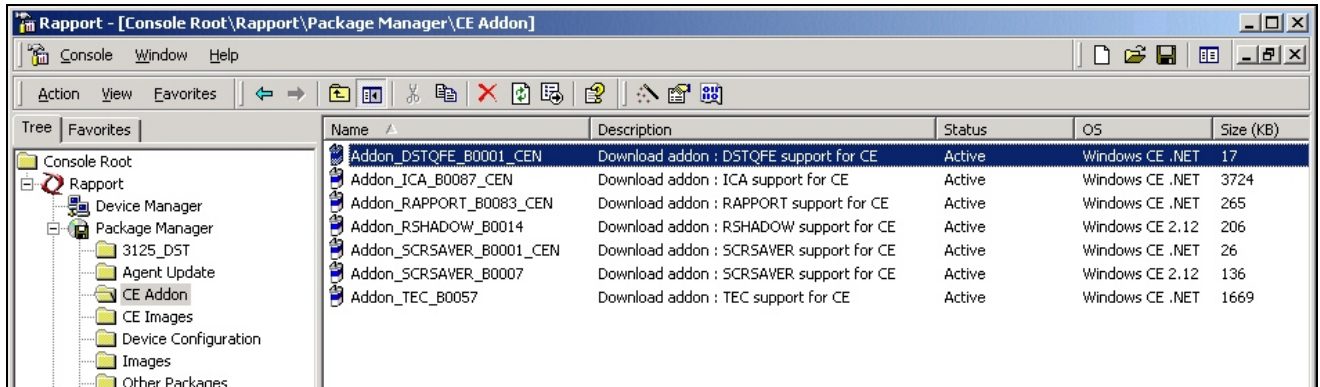 Rapport - [Console Root\Rapport\Package Manager\CE Addon]
Console Window Help
Action View Favorites
Tree Favorites
Console Root
Rapport
Device Manager
Package Manager
3125_DST
Agent Update
CE Addon
CE Images
Device Configuration
Images
Other Packages
Name Description Status OS Size (KB)
Addon_DSTQFE_B0001_CEN Download addon : DSTQFE support for CE Active Windows CE .NET 17
Addon_ICA_B0087_CEN Download addon : ICA support for CE Active Windows CE .NET 3724
Addon_RAPPORT_B0083_CEN Download addon : RAPPORT support for CE Active Windows CE .NET 265
Addon_RSHADOW_B0014 Download addon : RSHADOW support for CE Active Windows CE 2.12 206
Addon_SCRSAVER_B0001_CEN Download addon : SCRSAVER support for CE Active Windows CE .NET 26
Addon_SCRSAVER_B0007 Download addon : SCRSAVER support for CE Active Windows CE 2.12 136
Addon_TEC_B0057 Download addon : TEC support for CE Active Windows CE .NET 1669